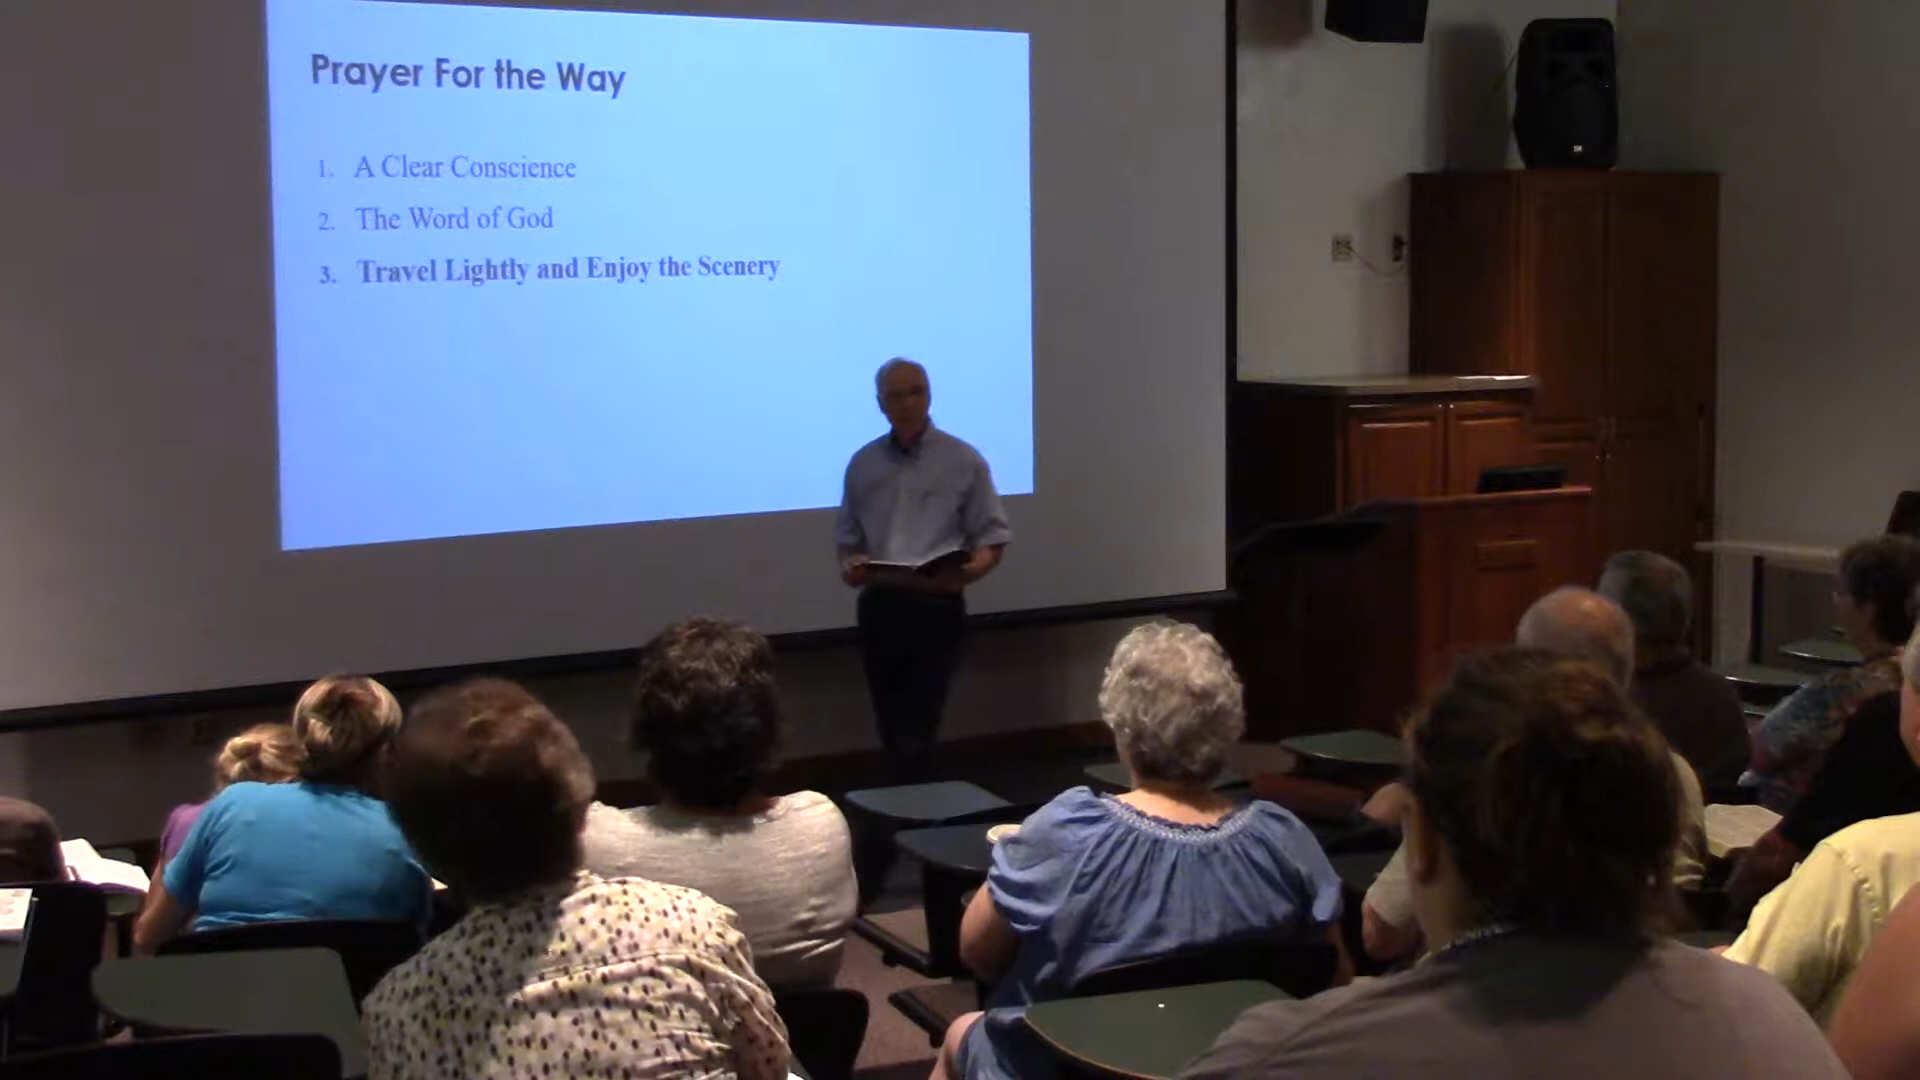 Prayer For the Way
1. A Clear Conscience
2. The Word of God
3. Travel Lightly and Enjoy the Scenery